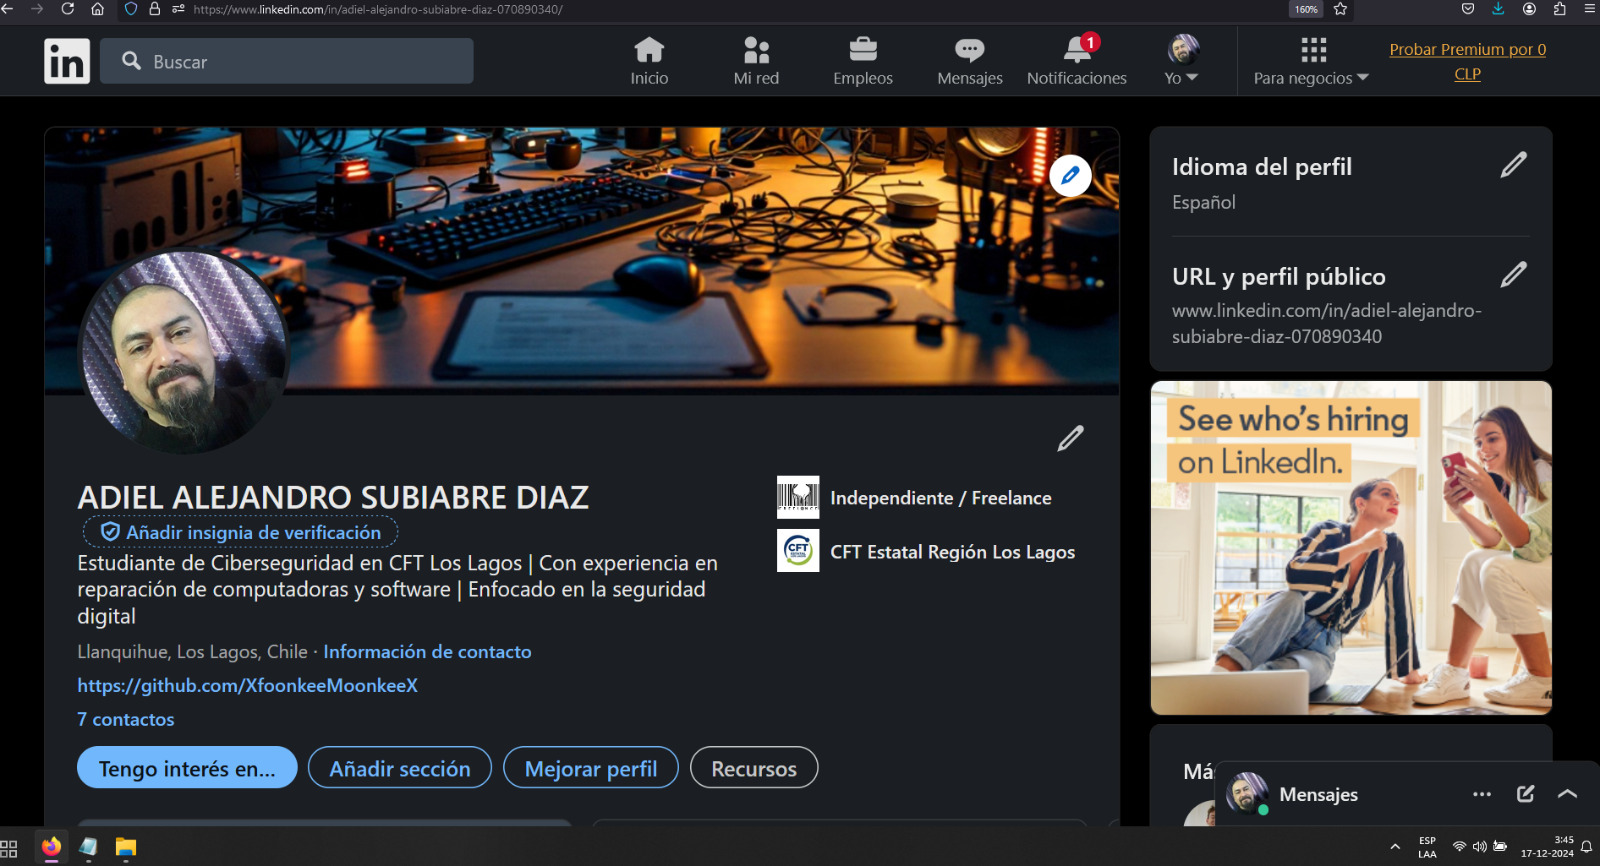 https://www.linkedin.com/in/adiel-alejandro-subiabre-diaz-070890340/
160%
in
Buscar
Inicio
Mi red
Empleos
Mensajes
1
Notificaciones
Yo
Para negocios
Probar Premium por 0
CLP
ADIEL ALEJANDRO SUBIABRE DIAZ
Añadir insignia de verificación
Estudiante de Ciberseguridad en CFT Los Lagos | Con experiencia en
reparación de computadoras y software | Enfocado en la seguridad
digital
Llanquihue, Los Lagos, Chile · Información de contacto
https://github.com/XfoonkeeMoonkeeX
7 contactos
Tengo interés en...
Añadir sección
Mejorar perfil
Recursos
Independiente / Freelance
CFT
CFT Estatal Región Los Lagos
Idioma del perfil
Español
URL y perfil público
www.linkedin.com/in/adiel-alejandro-
subiabre-diaz-070890340
See who's hiring
on LinkedIn.
Má
Mensajes
ESP
LAA
3:45
17-12-2024